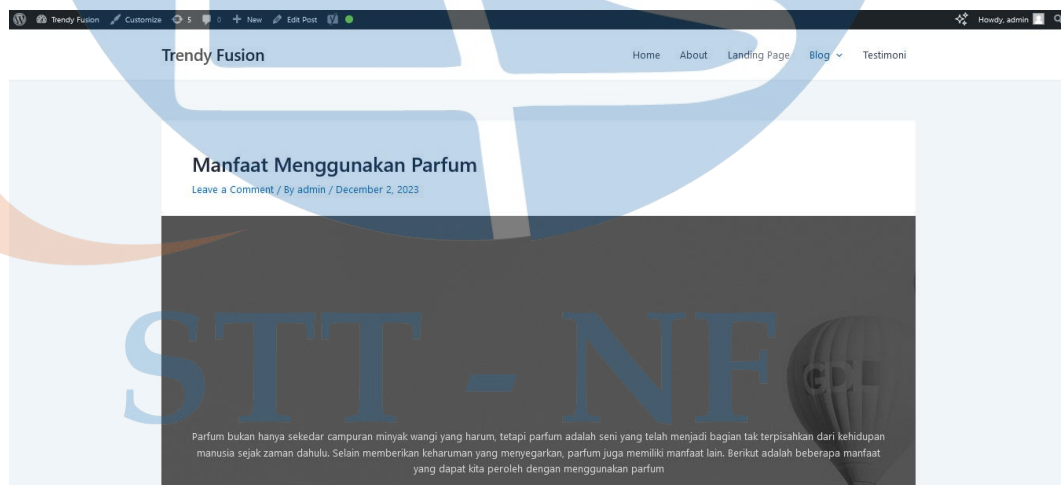 Trendy Fusion Customize 5 0 New Edit Post Howdy, admin
Trendy Fusion
Home About Landing Page Blog Testimoni
Manfaat Menggunakan Parfum
Leave a Comment / By admin / December 2, 2023
STT - NF
Parfum bukan hanya sekedar campuran minyak wangi yang harum, tetapi parfum adalah seni yang telah menjadi bagian tak terpisahkan dari kehidupan
manusia sejak zaman dahulu. Selain memberikan keharuman yang menyegarkan, parfum juga memiliki manfaat lain. Berikut adalah beberapa manfaat
yang dapat kita peroleh dengan menggunakan parfum